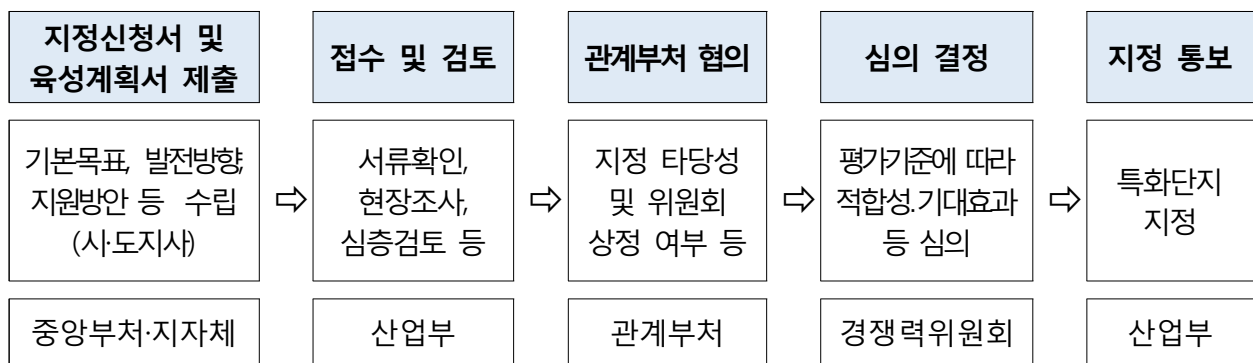 지정신청서 및
육성계획서 제출
접수 및 검토
관계부처 협의
심의 결정
지정 통보
기본목표, 발전방향,
지원방안 등 수립
(시·도지사)
⇨
서류확인,
현장조사,
심층검토 등
⇨
지정 타당성
및 위원회
상정 여부 등
⇨
평가기준에 따라
적합성.기대효과
등 심의
⇨
특화단지
지정
중앙부처·지자체
산업부
관계부처
경쟁력위원회
산업부